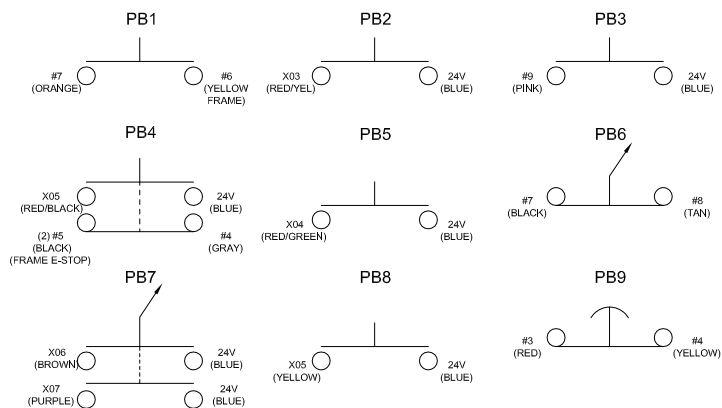 PB1
#7
(ORANGE)
#6
(YELLOW
FRAME)
PB2
X03
(RED/YEL)
24V
(BLUE)
PB3
#9
(PINK)
24V
(BLUE)
PB4
X05
(RED/BLACK)
24V
(BLUE)
(2) #5
(BLACK)
(FRAME E-STOP)
#4
(GRAY)
PB5
X04
(RED/GREEN)
24V
(BLUE)
PB6
#7
(BLACK)
#8
(TAN)
PB7
X06
(BROWN)
24V
(BLUE)
X07
(PURPLE)
24V
(BLUE)
PB8
X05
(YELLOW)
24V
(BLUE)
PB9
#3
(RED)
#4
(YELLOW)